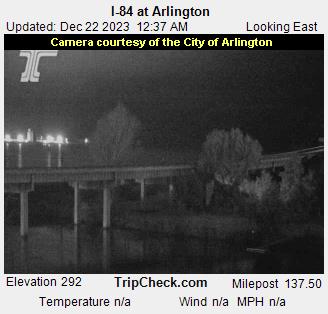 I-84 at Arlington
Updated: Dec 22 2023 12:37 AM Looking East
Camera courtesy of the City of Arlington
Elevation 292 TripCheck.com Milepost 137.50
Temperature n/a Wind n/a MPH n/a